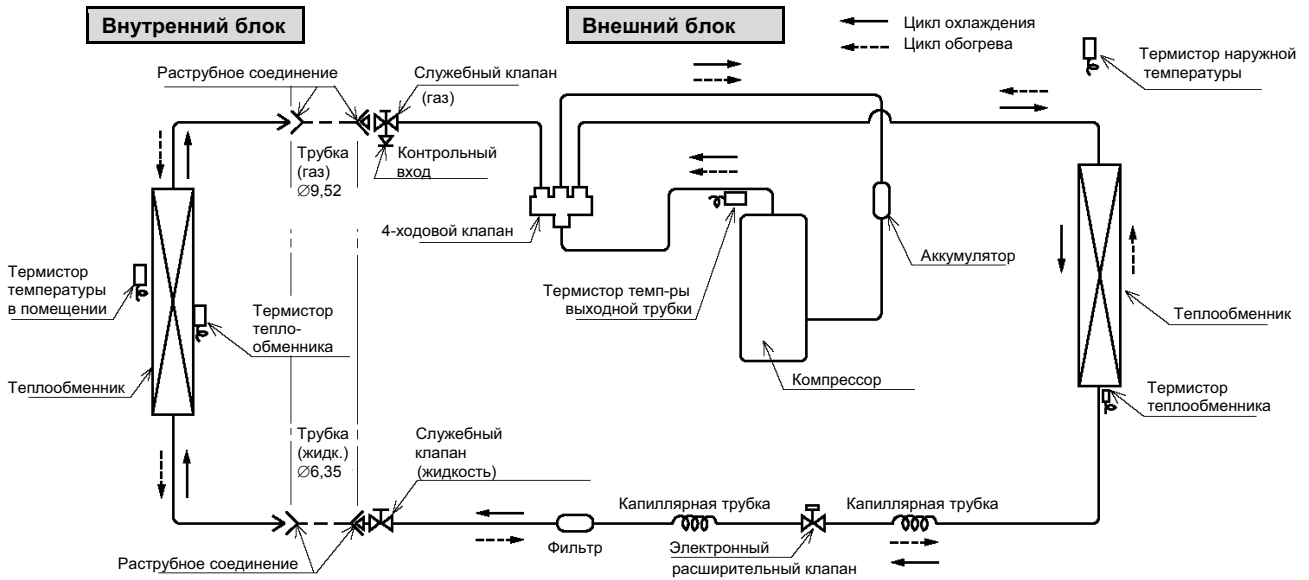 Внутренний блок
Внешний блок
Цикл охлаждения
Цикл обогрева
Термистор наружной
температуры
Раструбное соединение
Служебный клапан
(газ)
Трубка
(газ)
∅9,52
Контрольный
вход
4-ходовой клапан
Аккумулятор
Термистор
температуры
в помещении
Термистор
тепло-
обменника
Термистор темп-ры
выходной трубки
Теплообменник
Теплообменник
Компрессор
Термистор
теплообменника
Трубка
(жидк.)
∅6,35
Служебный
клапан
(жидкость)
Капиллярная трубка
Капиллярная трубка
Раструбное соединение
Фильтр
Электронный
расширительный клапан